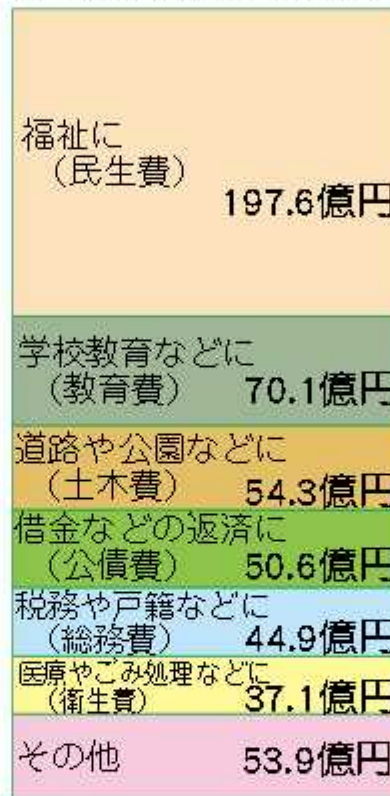 福祉に
（民生費）
197.6億円
学校教育などに
（教育費） 70.1億円
道路や公園などに
（土木費） 54.3億円
借金などの返済に
（公債費） 50.6億円
税務や戸籍などに
（総務費） 44.9億円
医療やごみ処理などに
（衛生費） 37.1億円
その他 53.9億円